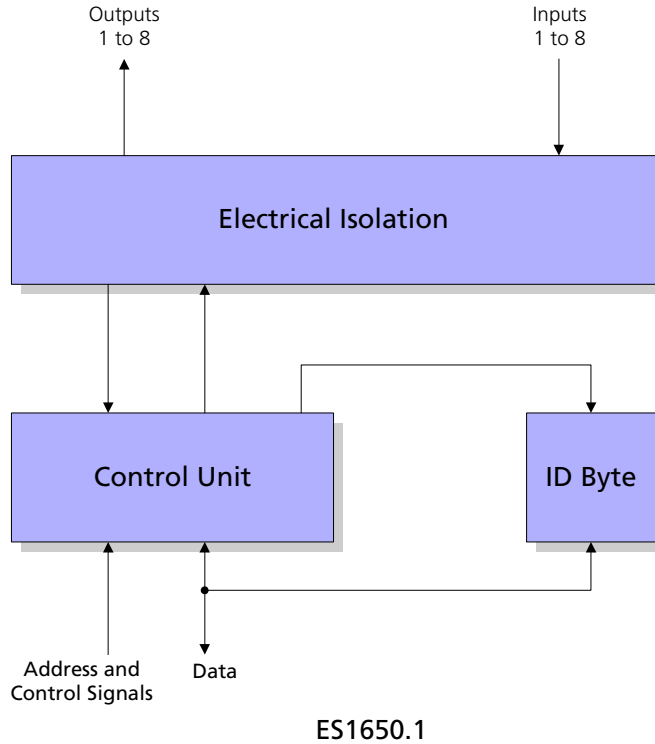 Outputs
1 to 8
Inputs
1 to 8
Electrical Isolation
Control Unit
ID Byte
Address and
Control Signals
Data
ES1650.1